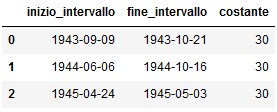 inizio_intervallo fine_intervallo costante
0 1943-09-09 1943-10-21 30
1 1944-06-06 1944-10-16 30
2 1945-04-24 1945-05-03 30